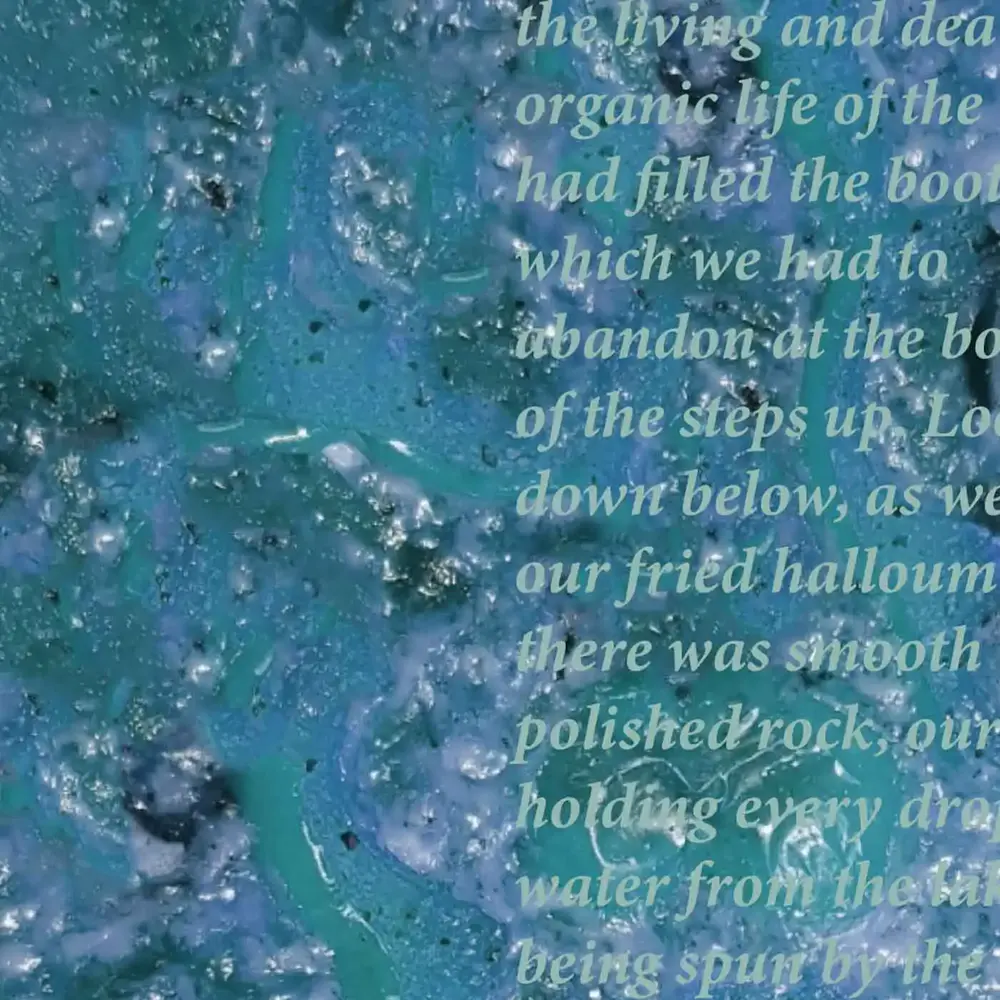 the living and dea
organic life of the
had filled the boot
which we had to
abandon at the bo
of the steps up. Loo
down below, as we
our fried halloum
there was smooth
polished rock, our
holding every drop
water from the lak
being spun by the